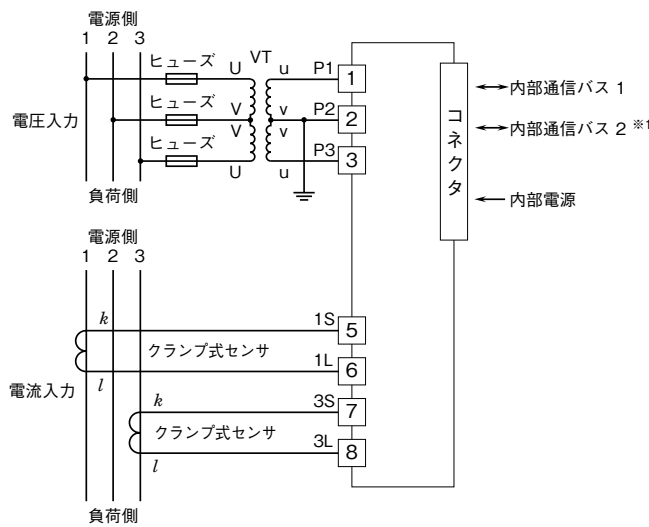 電源側
1 2 3
ヒューズ
VT
U
u
P1
1
ヒューズ
V
v
P2
2
電圧入力
V
v
ヒューズ
P3
3
U
u
負荷側
コネクタ
内部通信バス 1
内部通信バス 2 ※1
内部電源
電源側
1 2 3
k
1S
5
クランプ式センサ
1L
6
l
電流入力
k
3S
7
クランプ式センサ
3L
8
l
負荷側